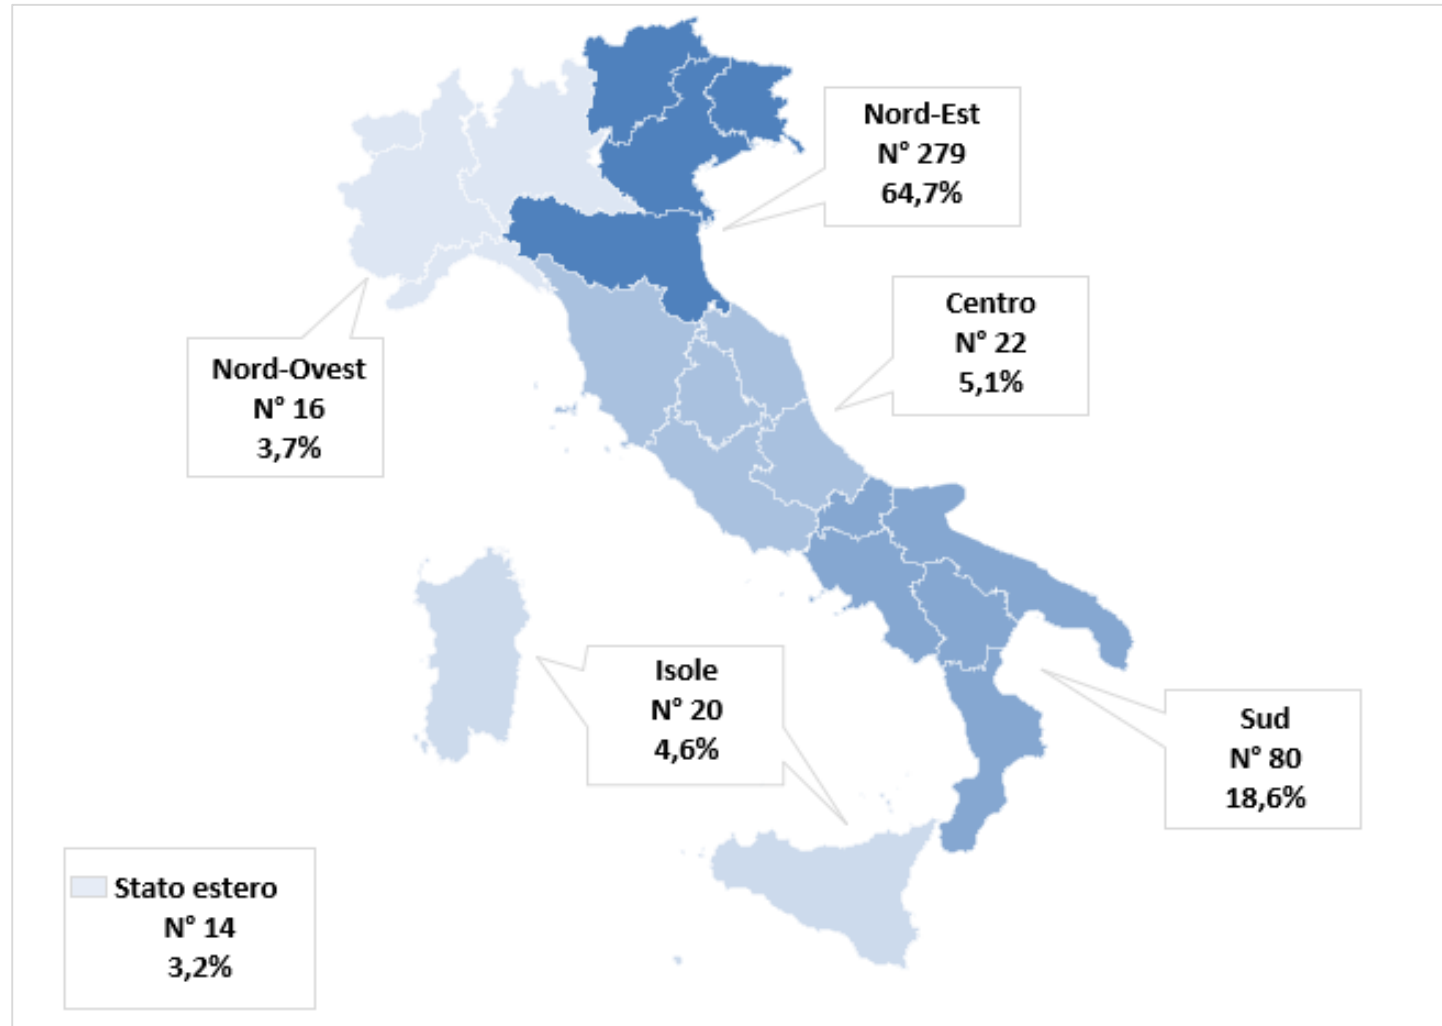 Nord-Est
N° 279
64,7%
Centro
N° 22
5,1%
Nord-Ovest
N° 16
3,7%
Isole
N° 20
4,6%
Sud
N° 80
18,6%
Stato estero
N° 14
3,2%